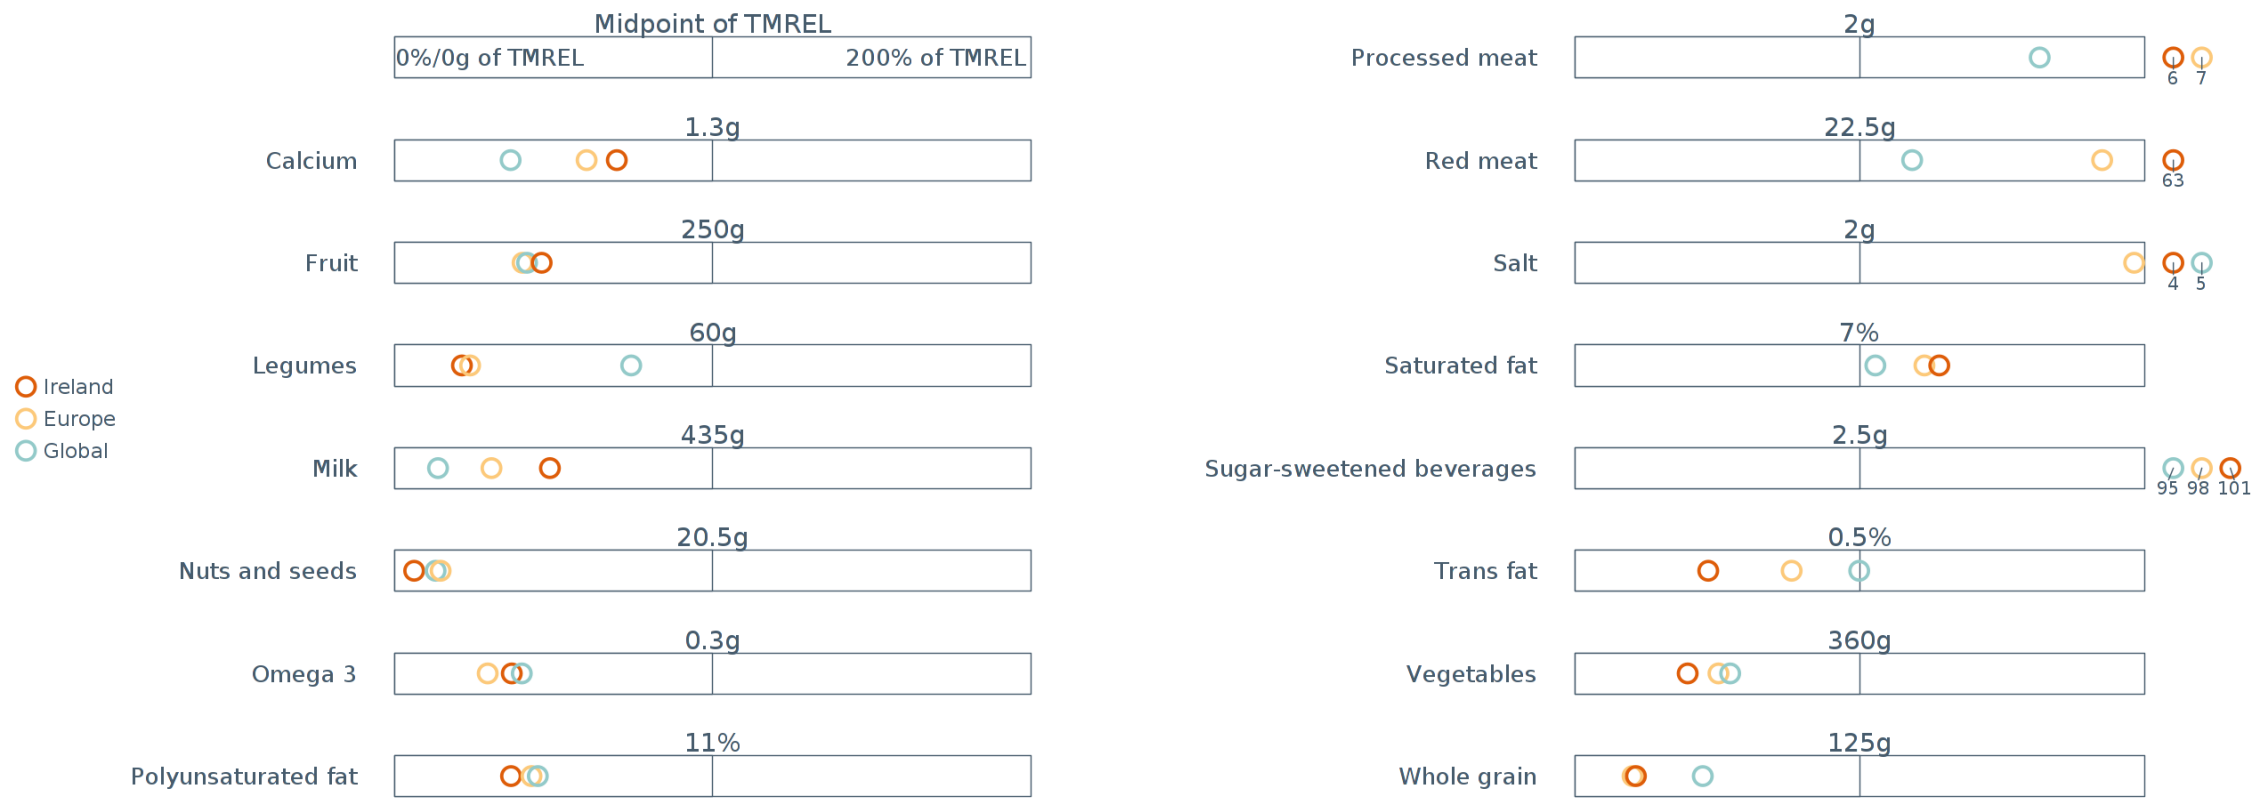 Midpoint of TMREL
0%/0g of TMREL 200% of TMREL
Calcium 1.3g
Fruit 250g
Legumes 60g
Milk 435g
Nuts and seeds 20.5g
Omega 3 0.3g
Polyunsaturated fat 11%
Ireland
Europe
Global
Processed meat 2g
6 7
Red meat 22.5g
63
Salt 2g
4 5
Saturated fat 7%
Sugar-sweetened beverages 2.5g
95 98 101
Trans fat 0.5%
Vegetables 360g
Whole grain 125g